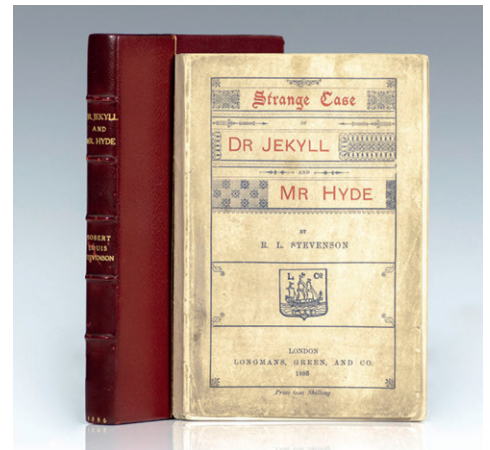 DR JEKYLL
AND
MR HYDE
ROBERT
LOUIS
STEVENSON
1886
Strange Case
OF
DR JEKYLL
AND
MR HYDE
BY
R. L. STEVENSON
L Co
LONDON
LONGMANS, GREEN, AND CO.
1886
Price One Shilling